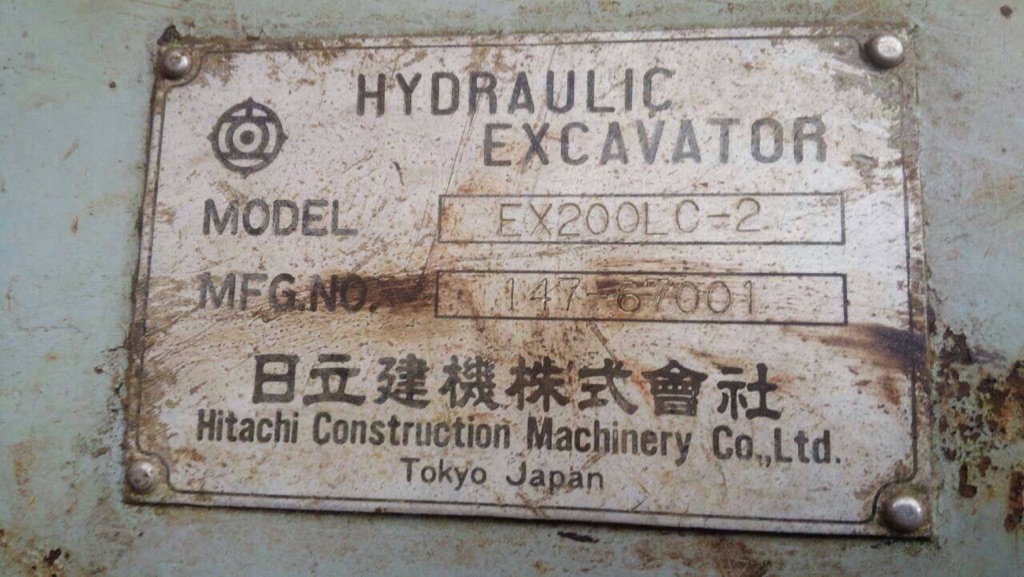 HYDRAULIC
EXCAVATOR
MODEL EX200LC-2
MFG.NO. 147-67001
日立建機株式會社
Hitachi Construction Machinery Co.,Ltd.
Tokyo Japan